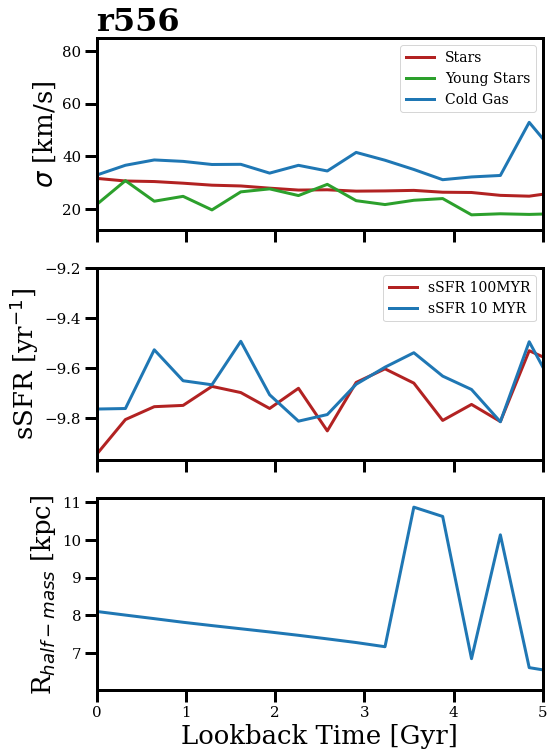 r556
80
60
40
20
σ [km/s]
Stars
Young Stars
Cold Gas
−9.2
−9.4
−9.6
−9.8
sSFR [yr⁻¹]
sSFR 100MYR
sSFR 10 MYR
11
10
9
8
7
R_{half−mass} [kpc]
0 1 2 3 4 5
Lookback Time [Gyr]